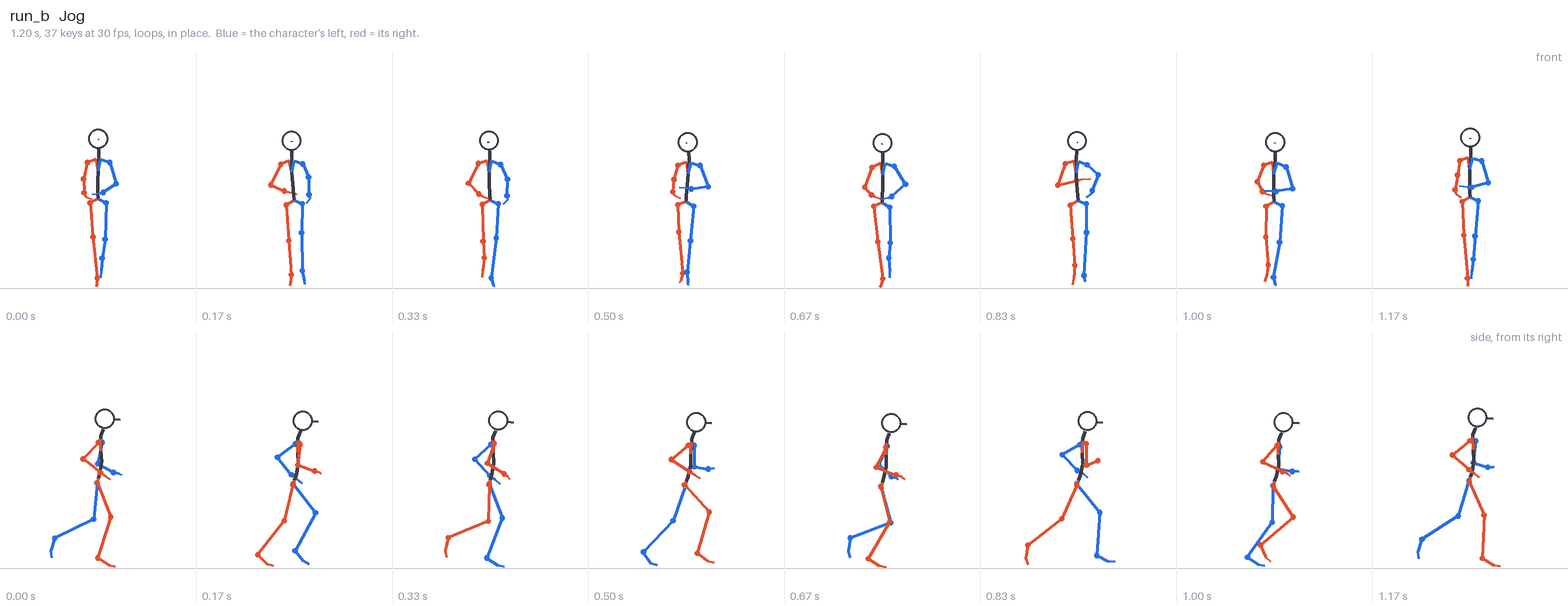 run_b Jog
1.20 s, 37 keys at 30 fps, loops, in place. Blue = the character's left, red = its right.
front
0.00 s 0.17 s 0.33 s 0.50 s 0.67 s 0.83 s 1.00 s 1.17 s
side, from its right
0.00 s 0.17 s 0.33 s 0.50 s 0.67 s 0.83 s 1.00 s 1.17 s